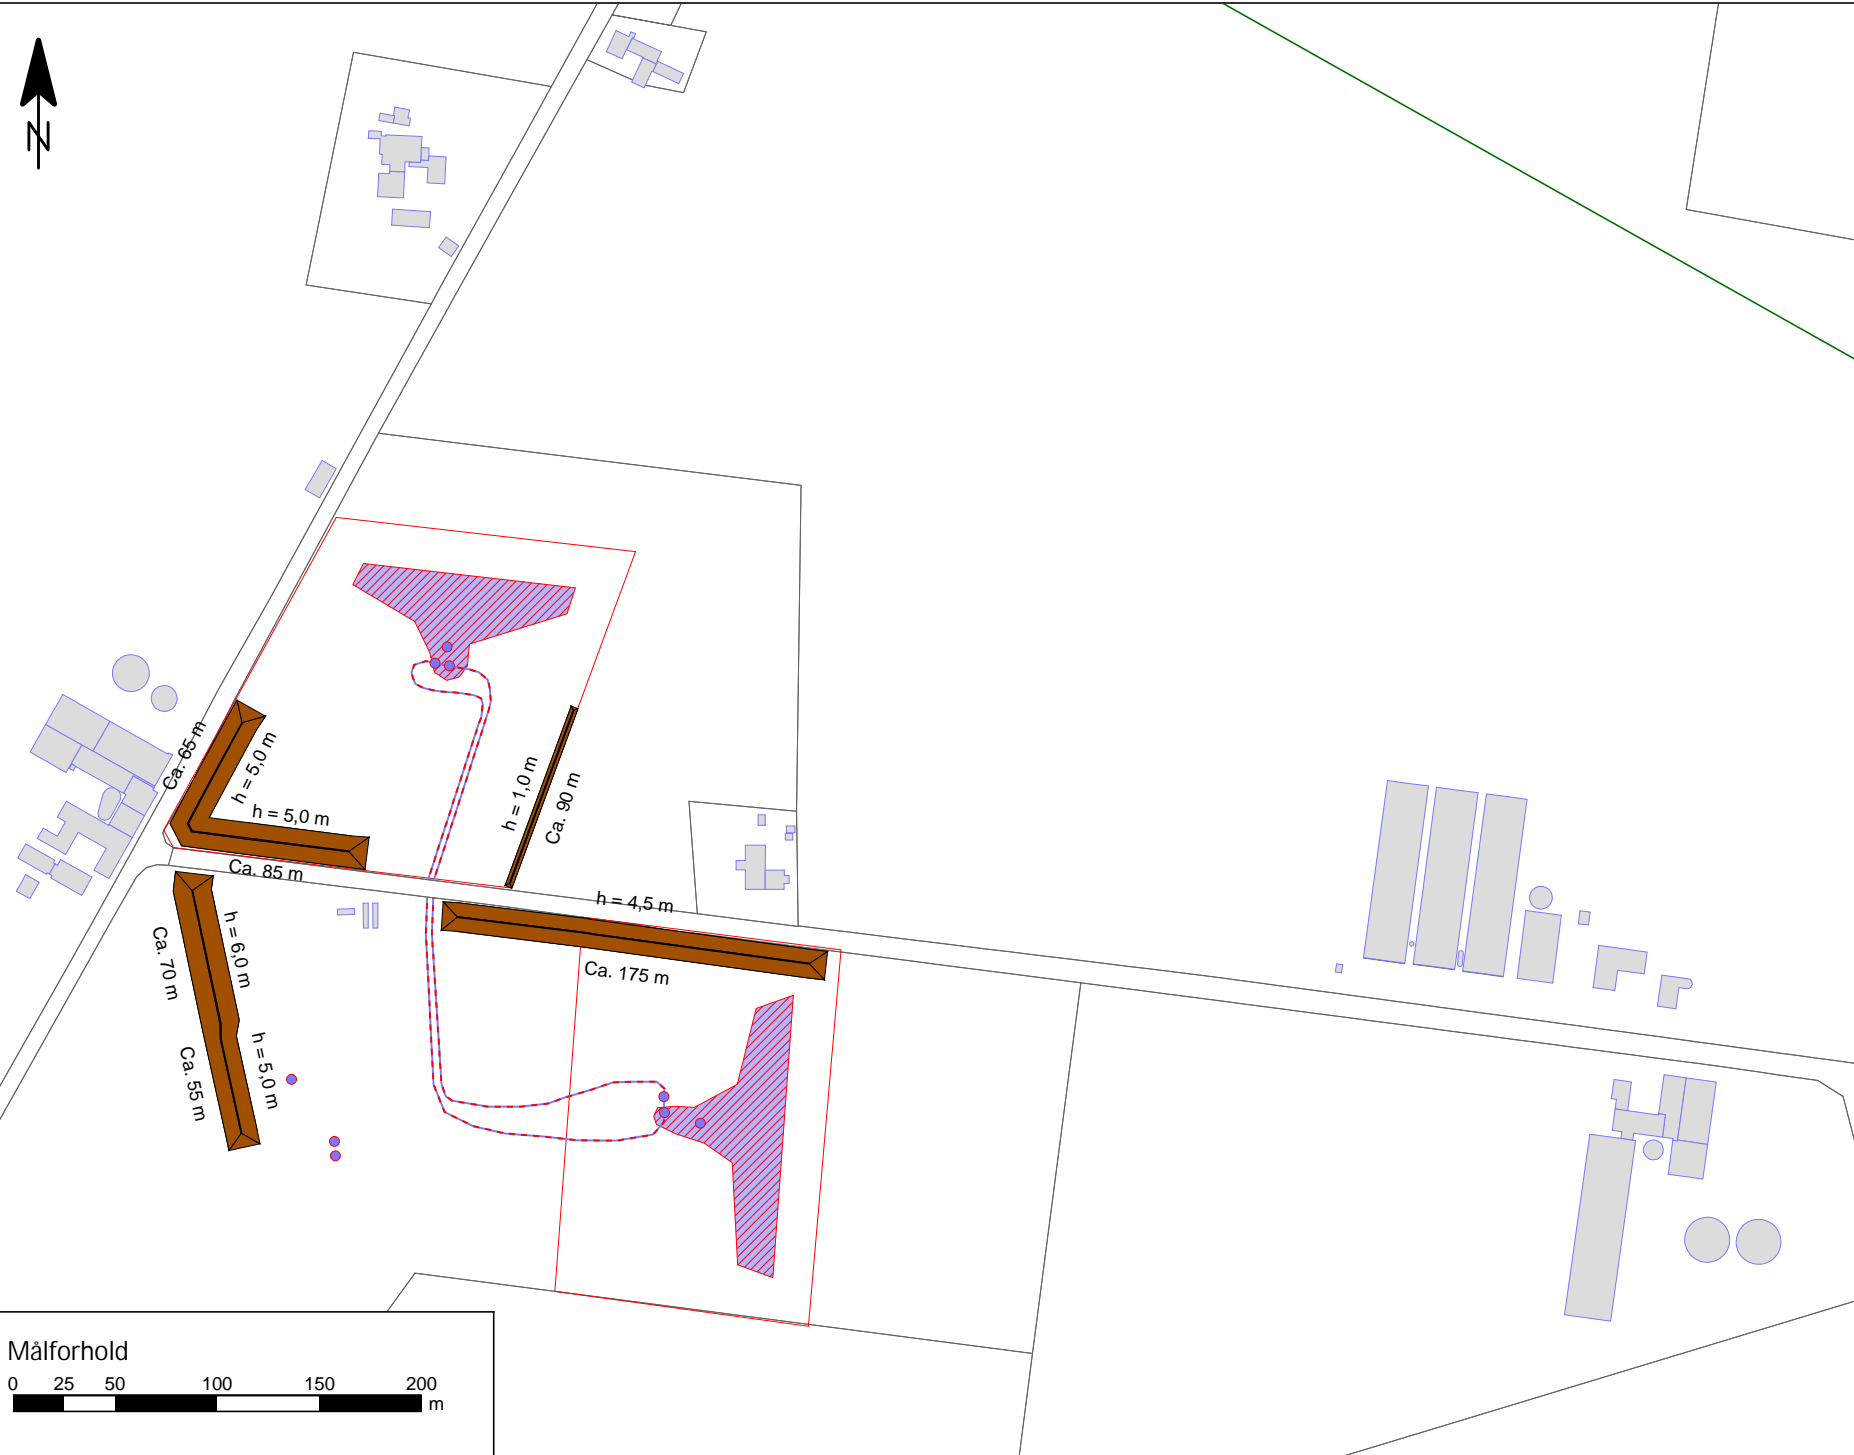 N
Ca. 65 m
h = 5,0 m
h = 5,0 m
Ca. 85 m
h = 1,0 m
Ca. 90 m
h = 4,5 m
Ca. 175 m
h = 6,0 m
Ca. 70 m
h = 5,0 m
Ca. 55 m
Målforhold
0 25 50 100 150 200
m